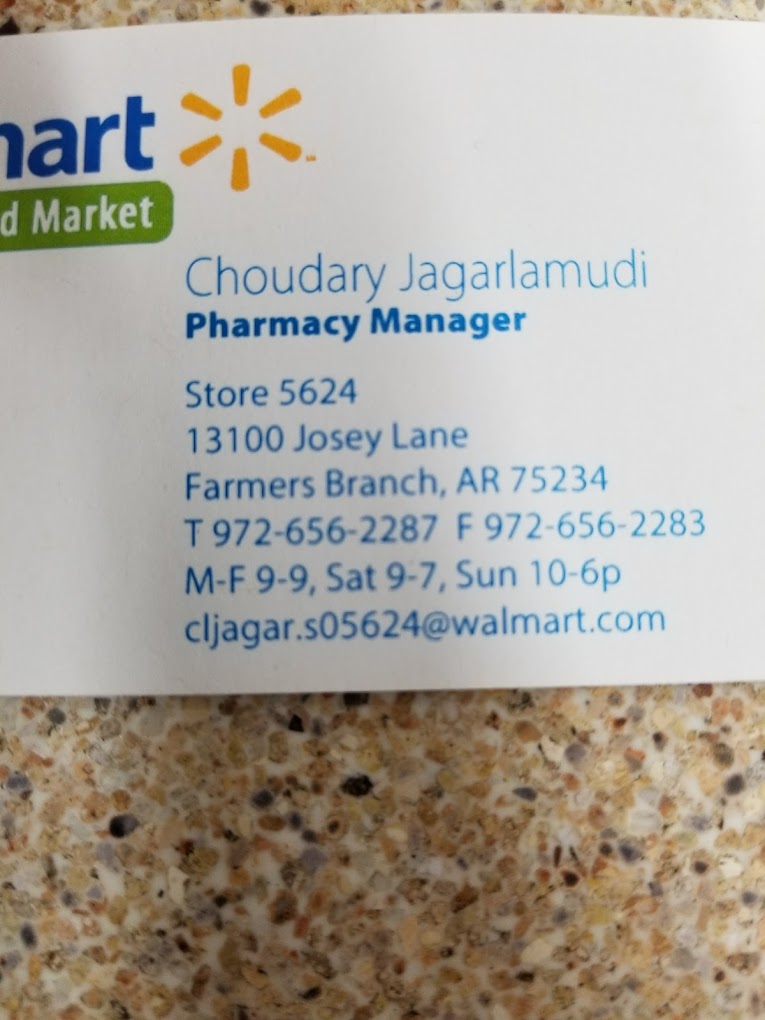 mart
d Market
Choudary Jagarlamudi
Pharmacy Manager
Store 5624
13100 Josey Lane
Farmers Branch, AR 75234
T 972-656-2287 F 972-656-2283
M-F 9-9, Sat 9-7, Sun 10-6p
cljagar.s05624@walmart.com